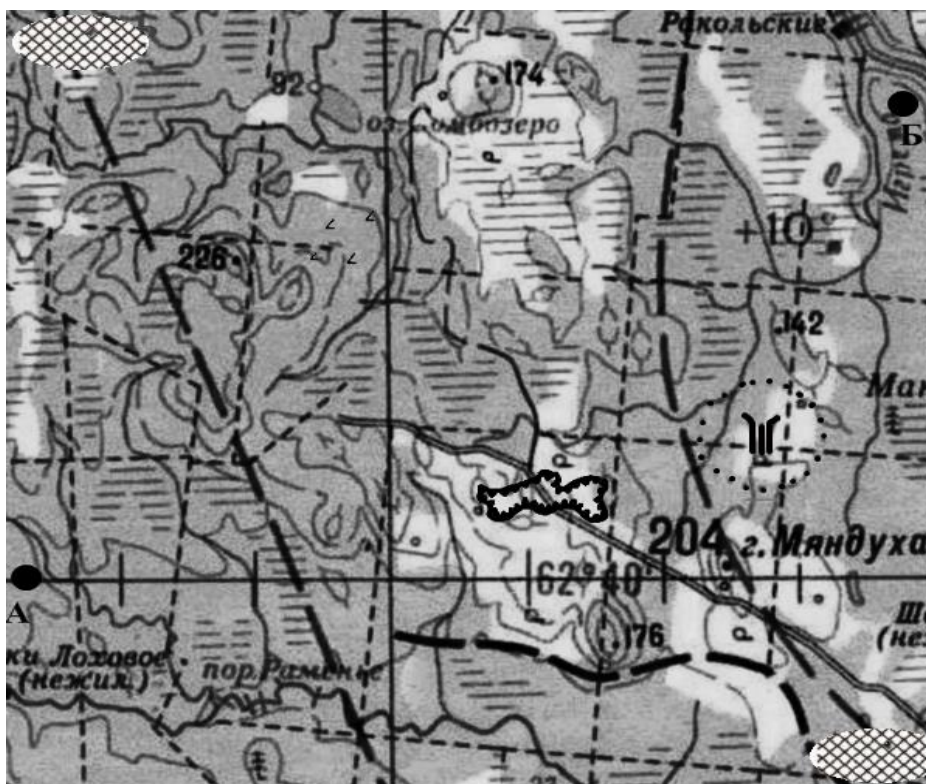 Ракольские
174
92
оз. Сомбозеро
Б
10°
226
142
Мат
204 г. Мяндуха
62°40'
А
176
ки Лоховое
(нежил.)
пор. Раменье
(не